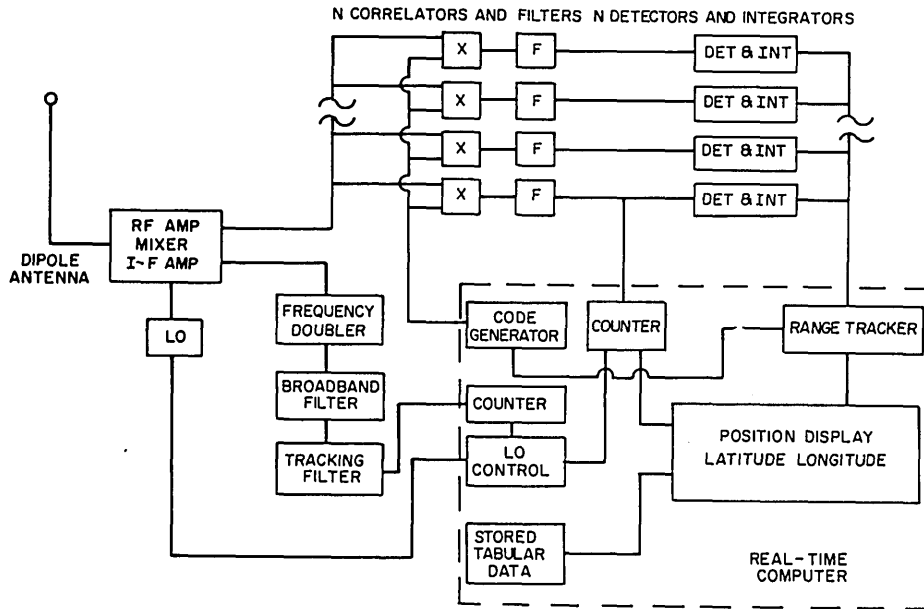 N CORRELATORS AND FILTERS N DETECTORS AND INTEGRATORS
X F DET & INT
X F DET & INT
X F DET & INT
X F DET & INT
DIPOLE
ANTENNA
RF AMP
MIXER
I-F AMP
LO
FREQUENCY
DOUBLER
BROADBAND
FILTER
TRACKING
FILTER
CODE
GENERATOR
COUNTER
RANGE TRACKER
COUNTER
LO
CONTROL
POSITION DISPLAY
LATITUDE LONGITUDE
STORED
TABULAR
DATA
REAL-TIME
COMPUTER